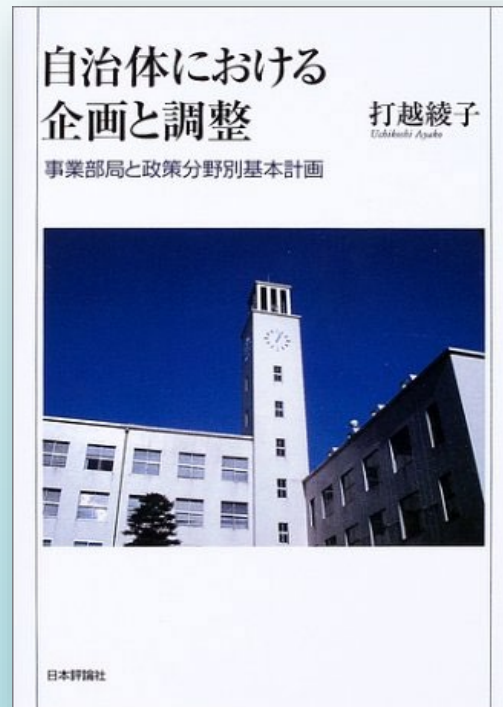 自治体における
企画と調整
打越綾子
Uchikoshi Ayako
事業部局と政策分野別基本計画
日本評論社